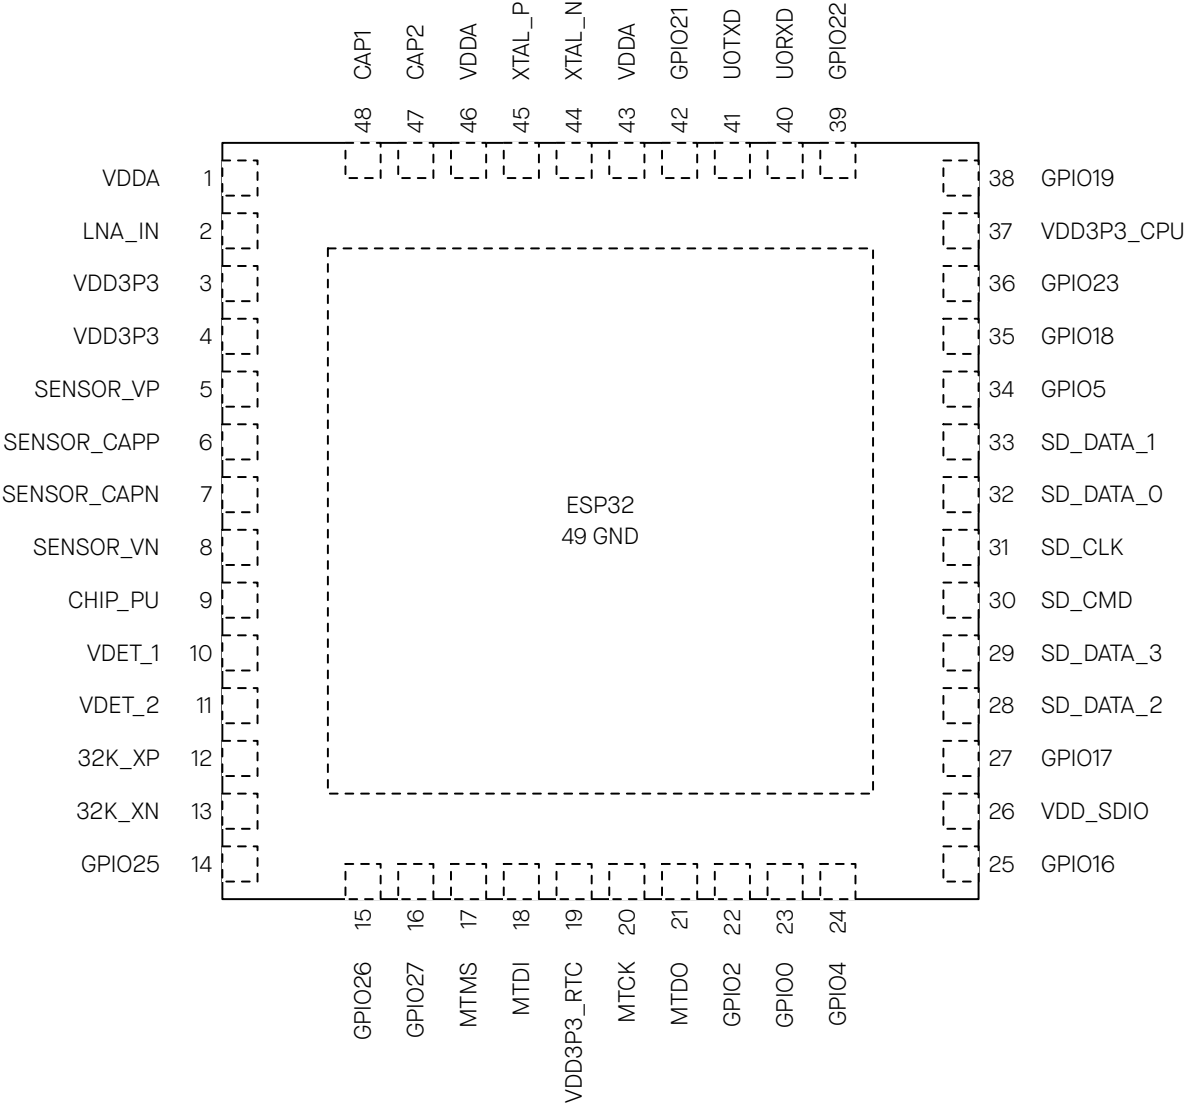 CAP1 CAP2 VDDA XTAL_P XTAL_N VDDA GPIO21 U0TXD U0RXD GPIO22
48 47 46 45 44 43 42 41 40 39
VDDA 1
LNA_IN 2
VDD3P3 3
VDD3P3 4
SENSOR_VP 5
SENSOR_CAPP 6
SENSOR_CAPN 7
SENSOR_VN 8
CHIP_PU 9
VDET_1 10
VDET_2 11
32K_XP 12
32K_XN 13
GPIO25 14
ESP32
49 GND
38 GPIO19
37 VDD3P3_CPU
36 GPIO23
35 GPIO18
34 GPIO5
33 SD_DATA_1
32 SD_DATA_0
31 SD_CLK
30 SD_CMD
29 SD_DATA_3
28 SD_DATA_2
27 GPIO17
26 VDD_SDIO
25 GPIO16
15 16 17 18 19 20 21 22 23 24
GPIO26 GPIO27 MTMS MTDI VDD3P3_RTC MTCK MTDO GPIO2 GPIO0 GPIO4